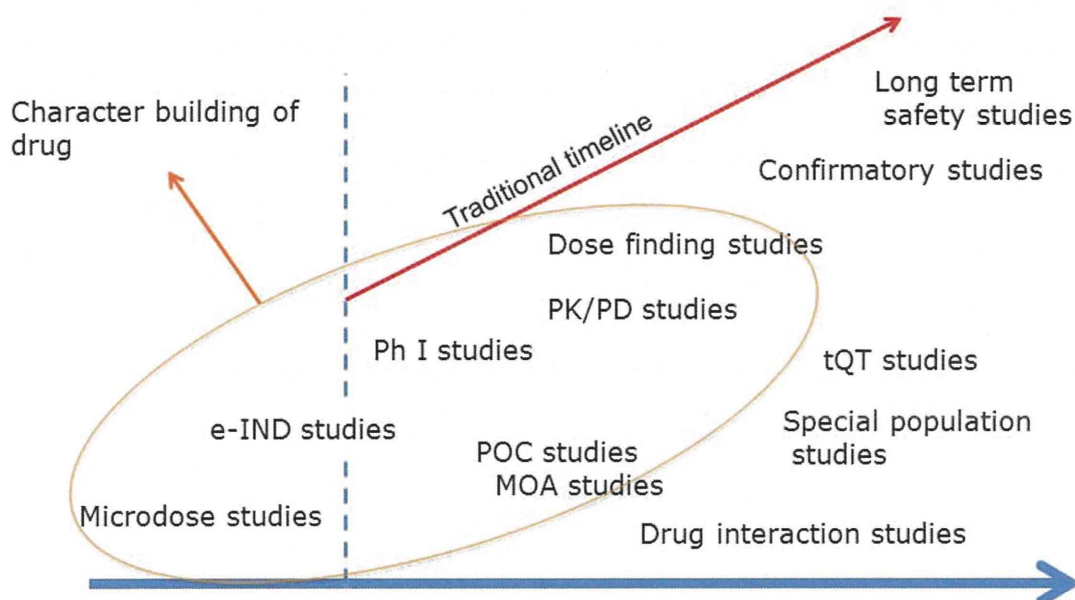 Long term
safety studies
Character building of
drug
Traditional timeline
Confirmatory studies
Dose finding studies
PK/PD studies
Ph I studies
tQT studies
e-IND studies
Special population
studies
POC studies
MOA studies
Microdose studies
Drug interaction studies